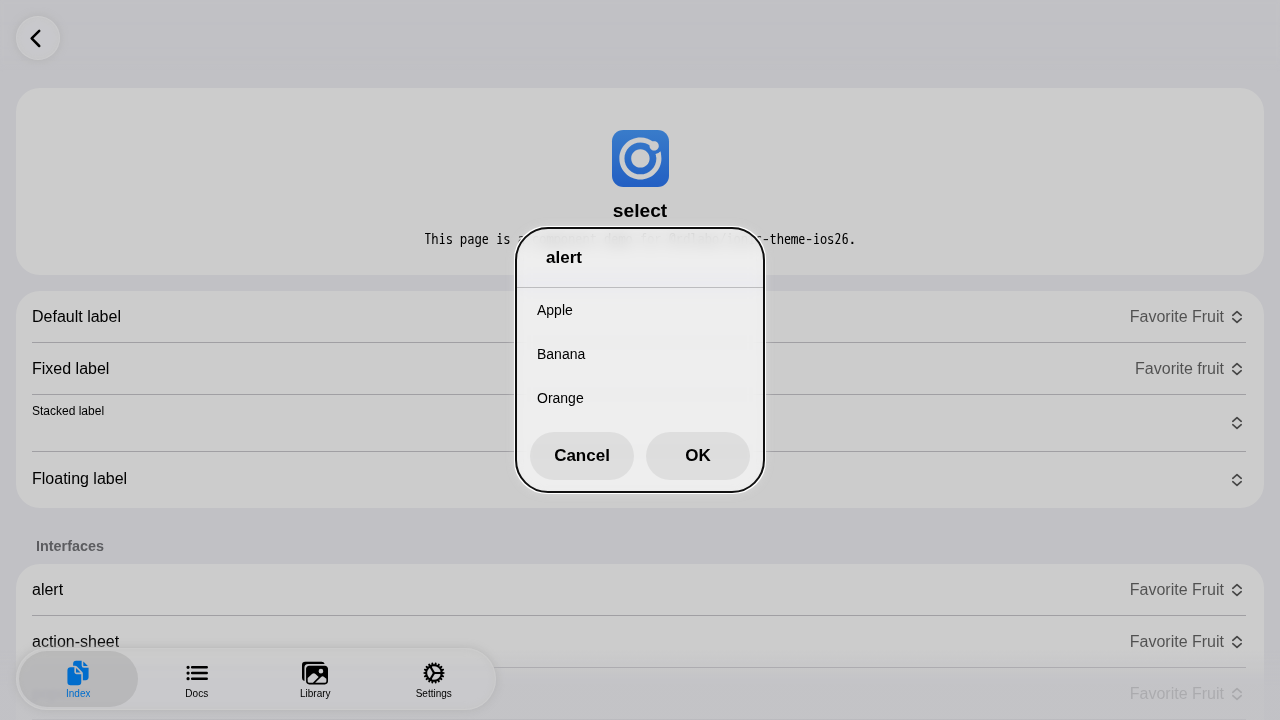 select
This page is
-theme-ios26.
alert
Apple
Banana
Orange
Cancel
OK
Default label
Favorite Fruit
Fixed label
Favorite fruit
Stacked label
Floating label
Interfaces
alert
Favorite Fruit
action-sheet
Favorite Fruit
Favorite Fruit
Index
Docs
Library
Settings